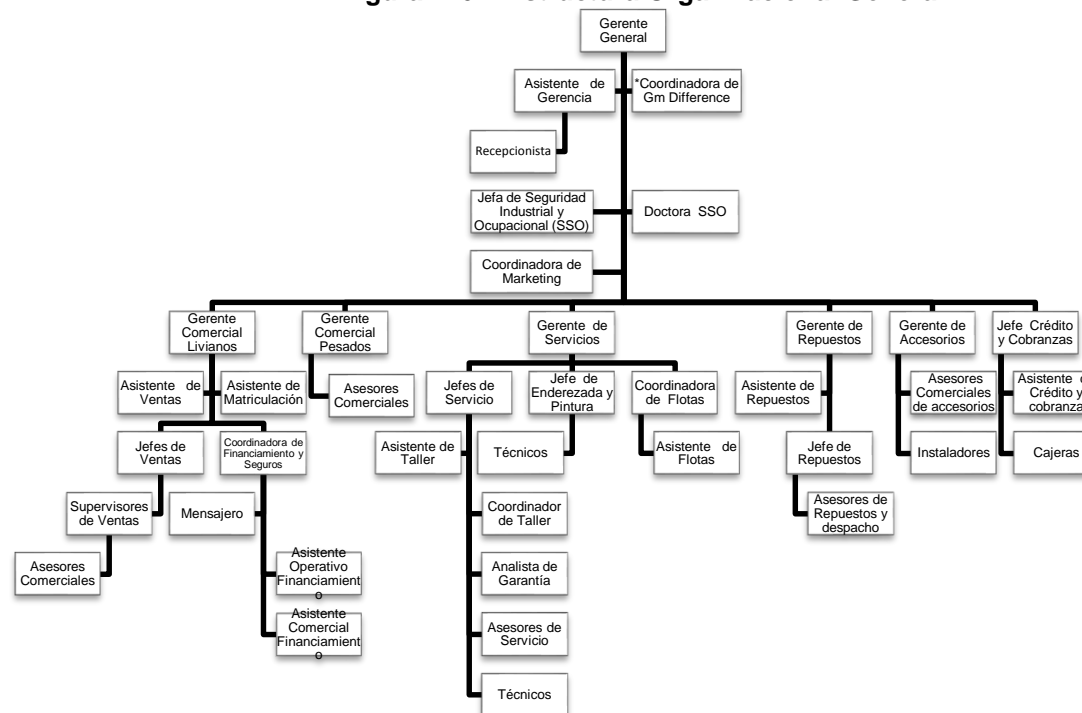 Gerente
General
Asistente de
Gerencia
*Coordinadora de
Gm Difference
Recepcionista
Jefa de Seguridad
Industrial y
Ocupacional (SSO)
Doctora SSO
Coordinadora de
Marketing
Gerente
Comercial
Livianos
Gerente
Comercial
Pesados
Gerente de
Servicios
Gerente de
Repuestos
Gerente de
Accesorios
Jefe Crédito
y Cobranzas
Asistente de
Ventas
Asistente de
Matriculación
Asesores
Comerciales
Jefes de
Servicio
Jefe de
Enderezada y
Pintura
Coordinadora
de Flotas
Asistente de
Repuestos
Asesores
Comerciales
de accesorios
Asistente
Crédito y
cobranza
Jefes de
Ventas
Coordinadora de
Financiamiento y
Seguros
Asistente de
Taller
Técnicos
Asistente de
Flotas
Jefe de
Repuestos
Instaladores
Cajeras
Supervisores
de Ventas
Mensajero
Coordinador
de Taller
Asesores de
Repuestos y
despacho
Asesores
Comerciales
Asistente
Operativo
Financiamient
o
Analista de
Garantía
Asistente
Comercial
Financiamient
o
Asesores de
Servicio
Técnicos